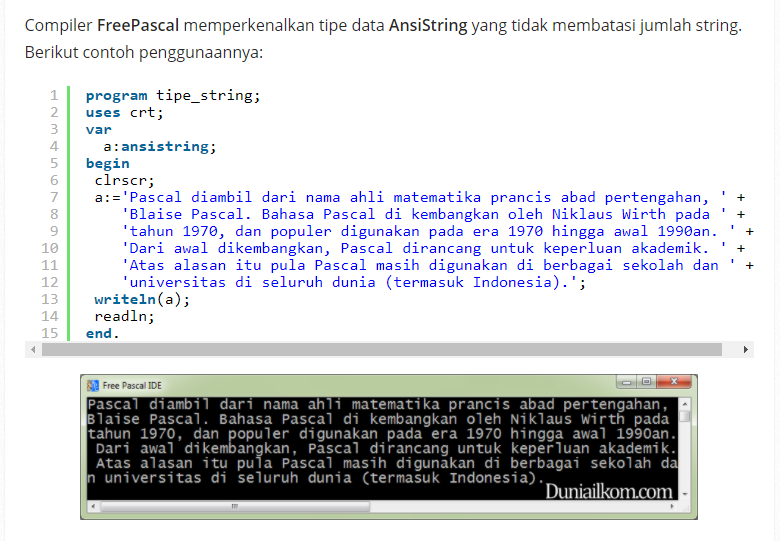 Compiler FreePascal memperkenalkan tipe data AnsiString yang tidak membatasi jumlah string.
Berikut contoh penggunaannya:
1 program tipe_string;
2 uses crt;
3 var
4   a:ansistring;
5 begin
6  clrscr;
7  a:='Pascal diambil dari nama ahli matematika prancis abad pertengahan, ' +
8     'Blaise Pascal. Bahasa Pascal di kembangkan oleh Niklaus Wirth pada ' +
9     'tahun 1970, dan populer digunakan pada era 1970 hingga awal 1990an. ' +
10     'Dari awal dikembangkan, Pascal dirancang untuk keperluan akademik. ' +
11     'Atas alasan itu pula Pascal masih digunakan di berbagai sekolah dan ' +
12     'universitas di seluruh dunia (termasuk Indonesia).';
13  writeln(a);
14  readln;
15 end.
Free Pascal IDE
Pascal diambil dari nama ahli matematika prancis abad pertengahan,
Blaise Pascal. Bahasa Pascal di kembangkan oleh Niklaus Wirth pada
tahun 1970, dan populer digunakan pada era 1970 hingga awal 1990an.
 Dari awal dikembangkan, Pascal dirancang untuk keperluan akademik.
 Atas alasan itu pula Pascal masih digunakan di berbagai sekolah da
n universitas di seluruh dunia (termasuk Indonesia).
Duniailkom.com